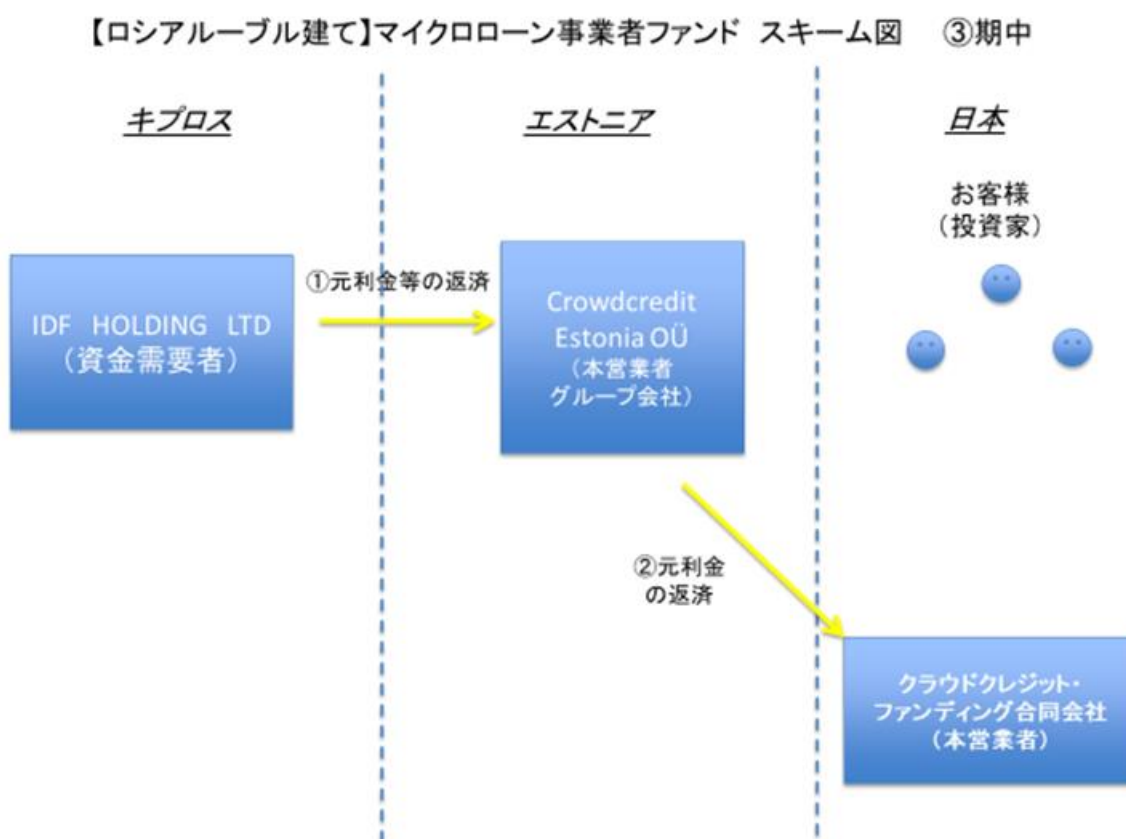 【ロシアルーブル建て】マイクロローン事業者ファンド スキーム図 ③期中
キプロス
エストニア
日本
お客様
（投資家）
IDF HOLDING LTD
（資金需要者）
①元利金等の返済
Crowdcredit
Estonia OÜ
（本営業者
グループ会社）
②元利金
の返済
クラウドクレジット・
ファンディング合同会社
（本営業者）